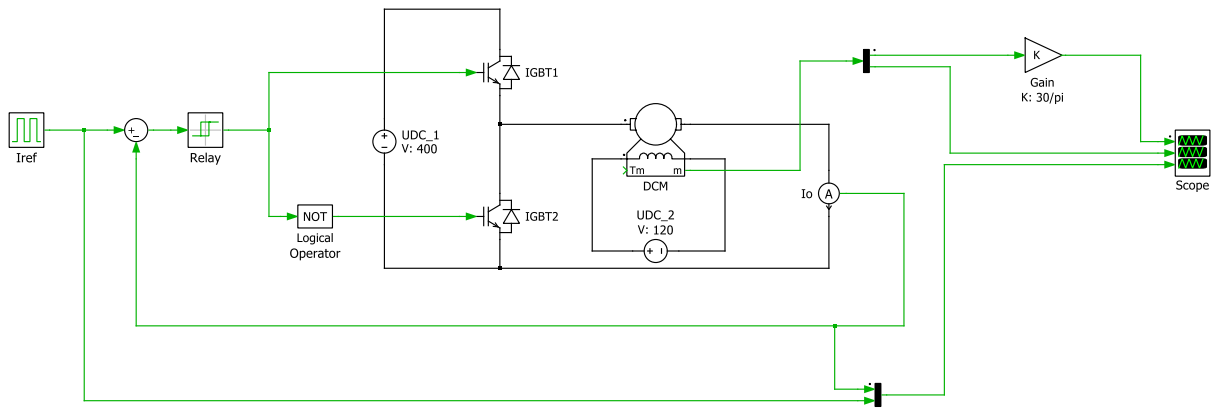 IGBT1
K
Gain
K: 30/pi
UDC_1
V: 400
Iref
+
−
Relay
Tm
m
DCM
Scope
Io
A
NOT
Logical
Operator
IGBT2
UDC_2
V: 120